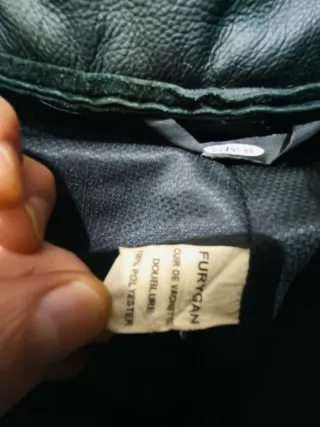 FURYGAN
CUIR DE VACHETTE
DOUBLURE:
100% POLYESTER